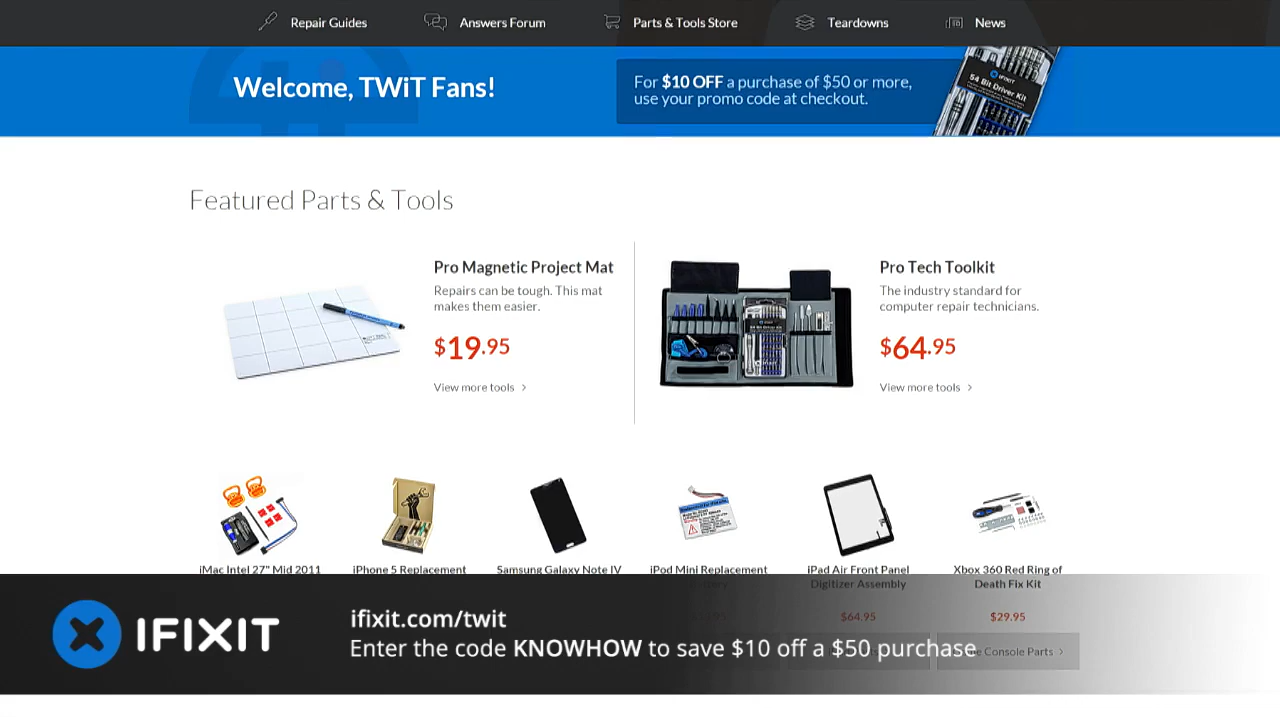 Repair Guides
Answers Forum
Parts & Tools Store
Teardowns
News
Welcome, TWiT Fans!
For $10 OFF a purchase of $50 or more,
use your promo code at checkout.
IFIXIT
54 Bit Driver Kit
Featured Parts & Tools
Pro Magnetic Project Mat
Repairs can be tough. This mat
makes them easier.
$19.95
View more tools
Pro Tech Toolkit
The industry standard for
computer repair technicians.
$64.95
View more tools
iMac Intel 27" Mid 2011
iPhone 5 Replacement
Samsung Galaxy Note IV
iPod Mini Replacement
iPad Air Front Panel
Digitizer Assembly
$64.95
Xbox 360 Red Ring of
Death Fix Kit
$29.95
Console Parts
IFIXIT
ifixit.com/twit
Enter the code KNOWHOW to save $10 off a $50 purchase